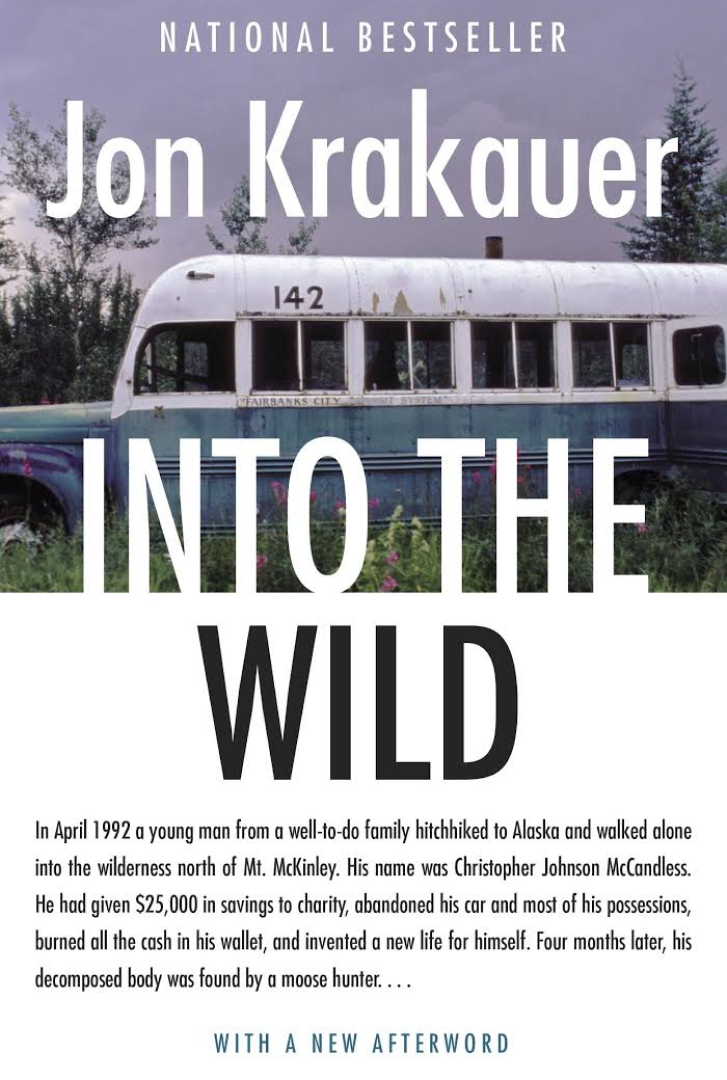 NATIONAL BESTSELLER
Jon Krakauer
142
FAIRBANKS CITY TRANSIT SYSTEM
INTO THE
WILD
In April 1992 a young man from a well-to-do family hitchhiked to Alaska and walked alone
into the wilderness north of Mt. McKinley. His name was Christopher Johnson McCandless.
He had given $25,000 in savings to charity, abandoned his car and most of his possessions,
burned all the cash in his wallet, and invented a new life for himself. Four months later, his
decomposed body was found by a moose hunter. . . .
WITH A NEW AFTERWORD